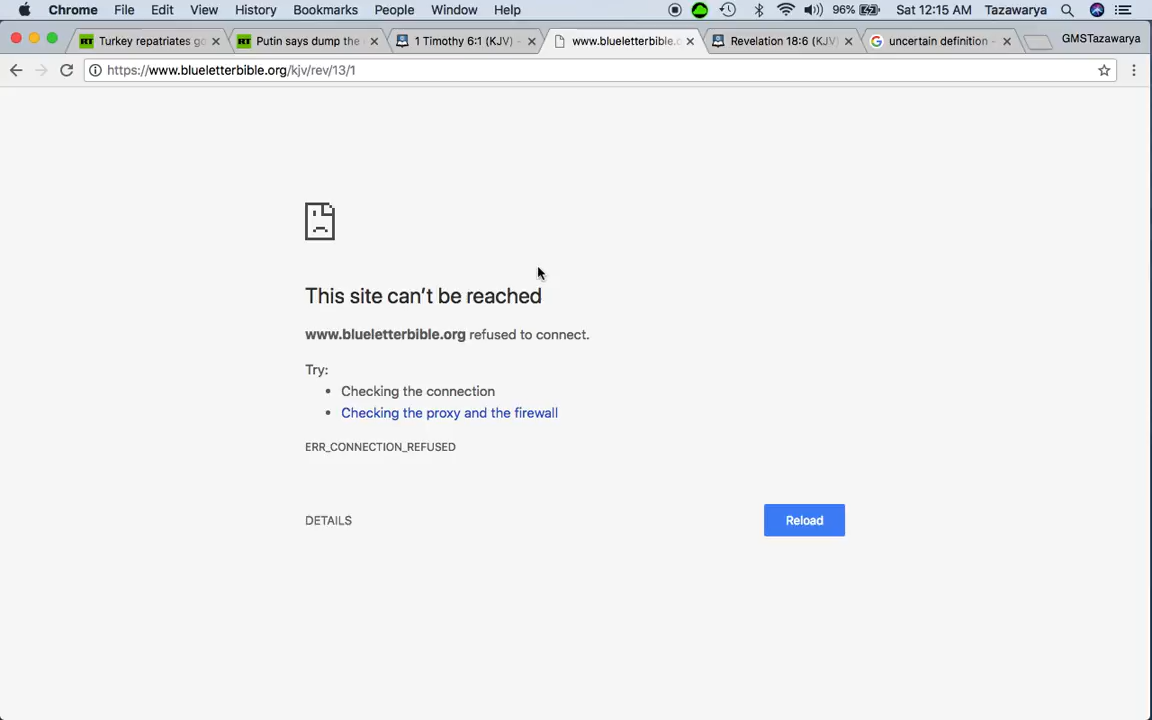 Chrome File Edit View History Bookmarks People Window Help 96% Sat 12:15 AM Tazawarya
RT Turkey repatriates go RT Putin says dump the 1 Timothy 6:1 (KJV) - www.blueletterbible.o Revelation 18:6 (KJV) uncertain definition - GMSTazawarya
https://www.blueletterbible.org/kjv/rev/13/1
This site can't be reached
www.blueletterbible.org refused to connect.
Try:
• Checking the connection
• Checking the proxy and the firewall
ERR_CONNECTION_REFUSED
DETAILS Reload